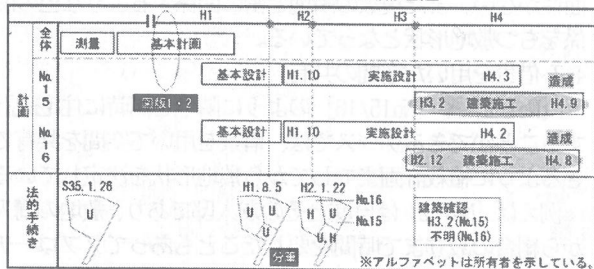 H1 H2 H3 H4
全体 測量 基本計画
図版1・2
計画
No.15 基本設計 H1.10 実施設計 H4.3 造成
H3.2 建築施工 H4.9
No.16 基本設計 H1.10 実施設計 H4.2 造成
H2.12 建築施工 H4.8
法的手続き
S35.1.26 H1.8.5 H2.1.22
No.16
No.15
U U U U H U U,H
分筆
建築確認
H3.2(No.15)
不明(No.16)
※アルファベットは所有者を示している。